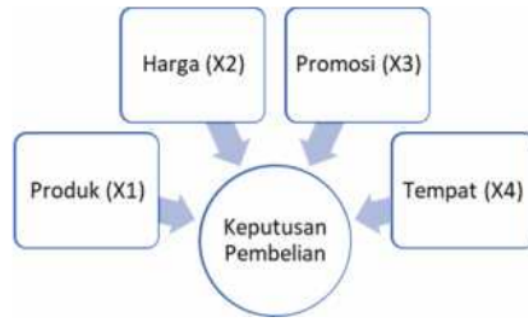 Harga (X2)
Promosi (X3)
Produk (X1)
Tempat (X4)
Keputusan
Pembelian